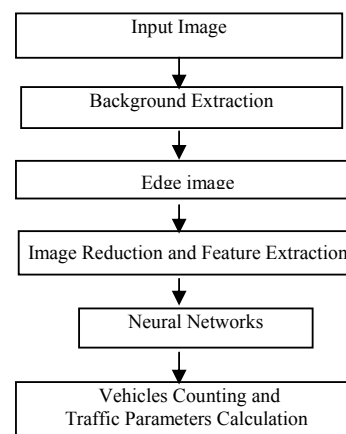 Input Image
Background Extraction
Edge image
Image Reduction and Feature Extraction
Neural Networks
Vehicles Counting and
Traffic Parameters Calculation